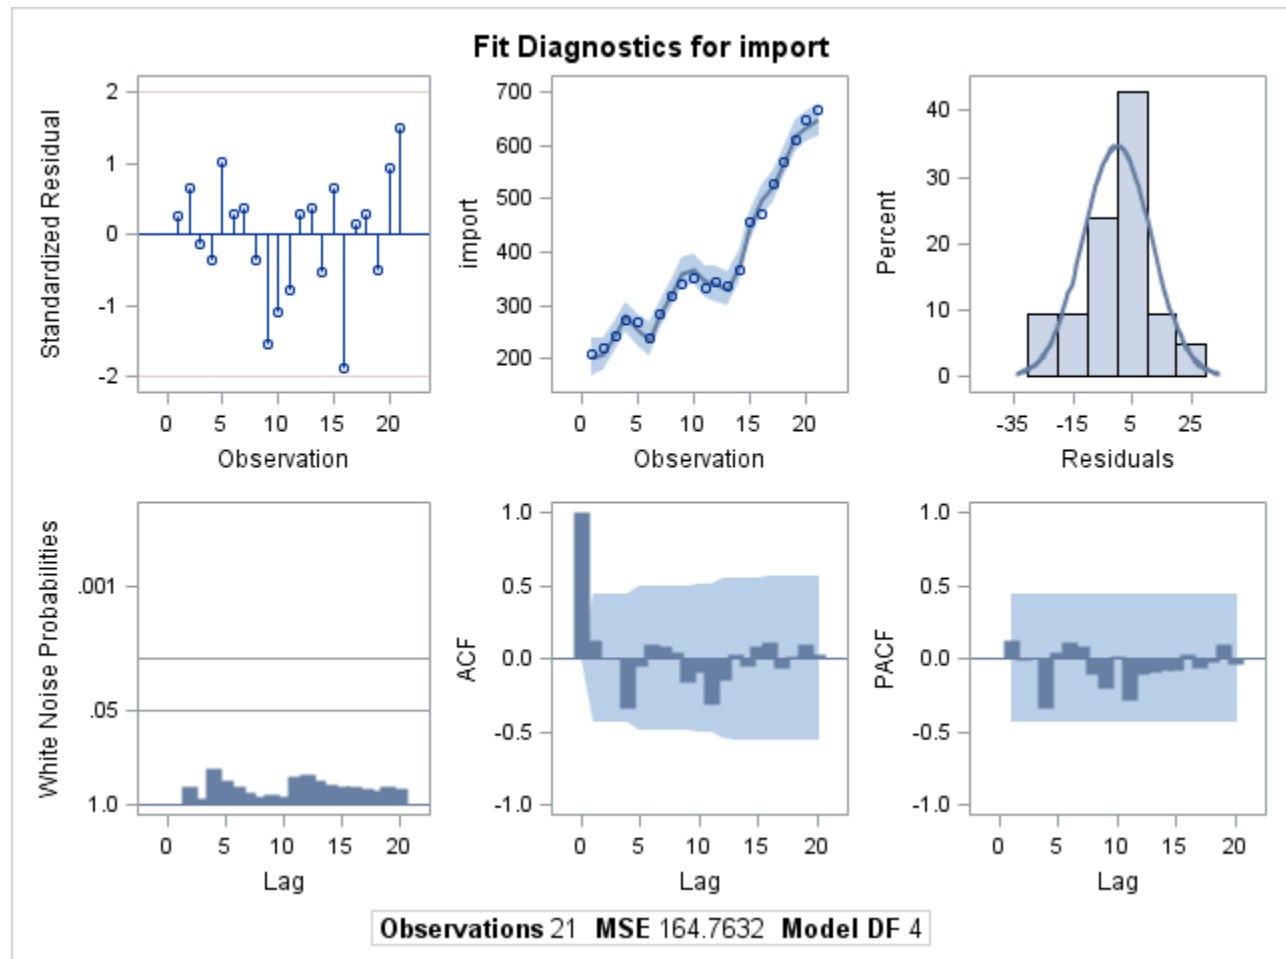 Fit Diagnostics for import
Standardized Residual
2
1
0
-1
-2
0 5 10 15 20
Observation
import
700
600
500
400
300
200
0 5 10 15 20
Observation
Percent
40
30
20
10
0
-35 -15 5 25
Residuals
White Noise Probabilities
.001
.05
1.0
0 5 10 15 20
Lag
ACF
1.0
0.5
0.0
-0.5
-1.0
0 5 10 15 20
Lag
PACF
1.0
0.5
0.0
-0.5
-1.0
0 5 10 15 20
Lag
Observations 21 MSE 164.7632 Model DF 4